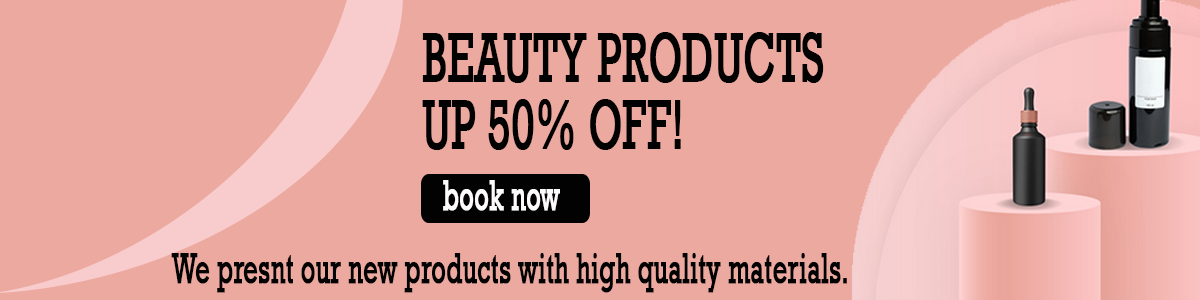 BEAUTY PRODUCTS
UP 50% OFF!
book now
We presnt our new products with high quality materials.